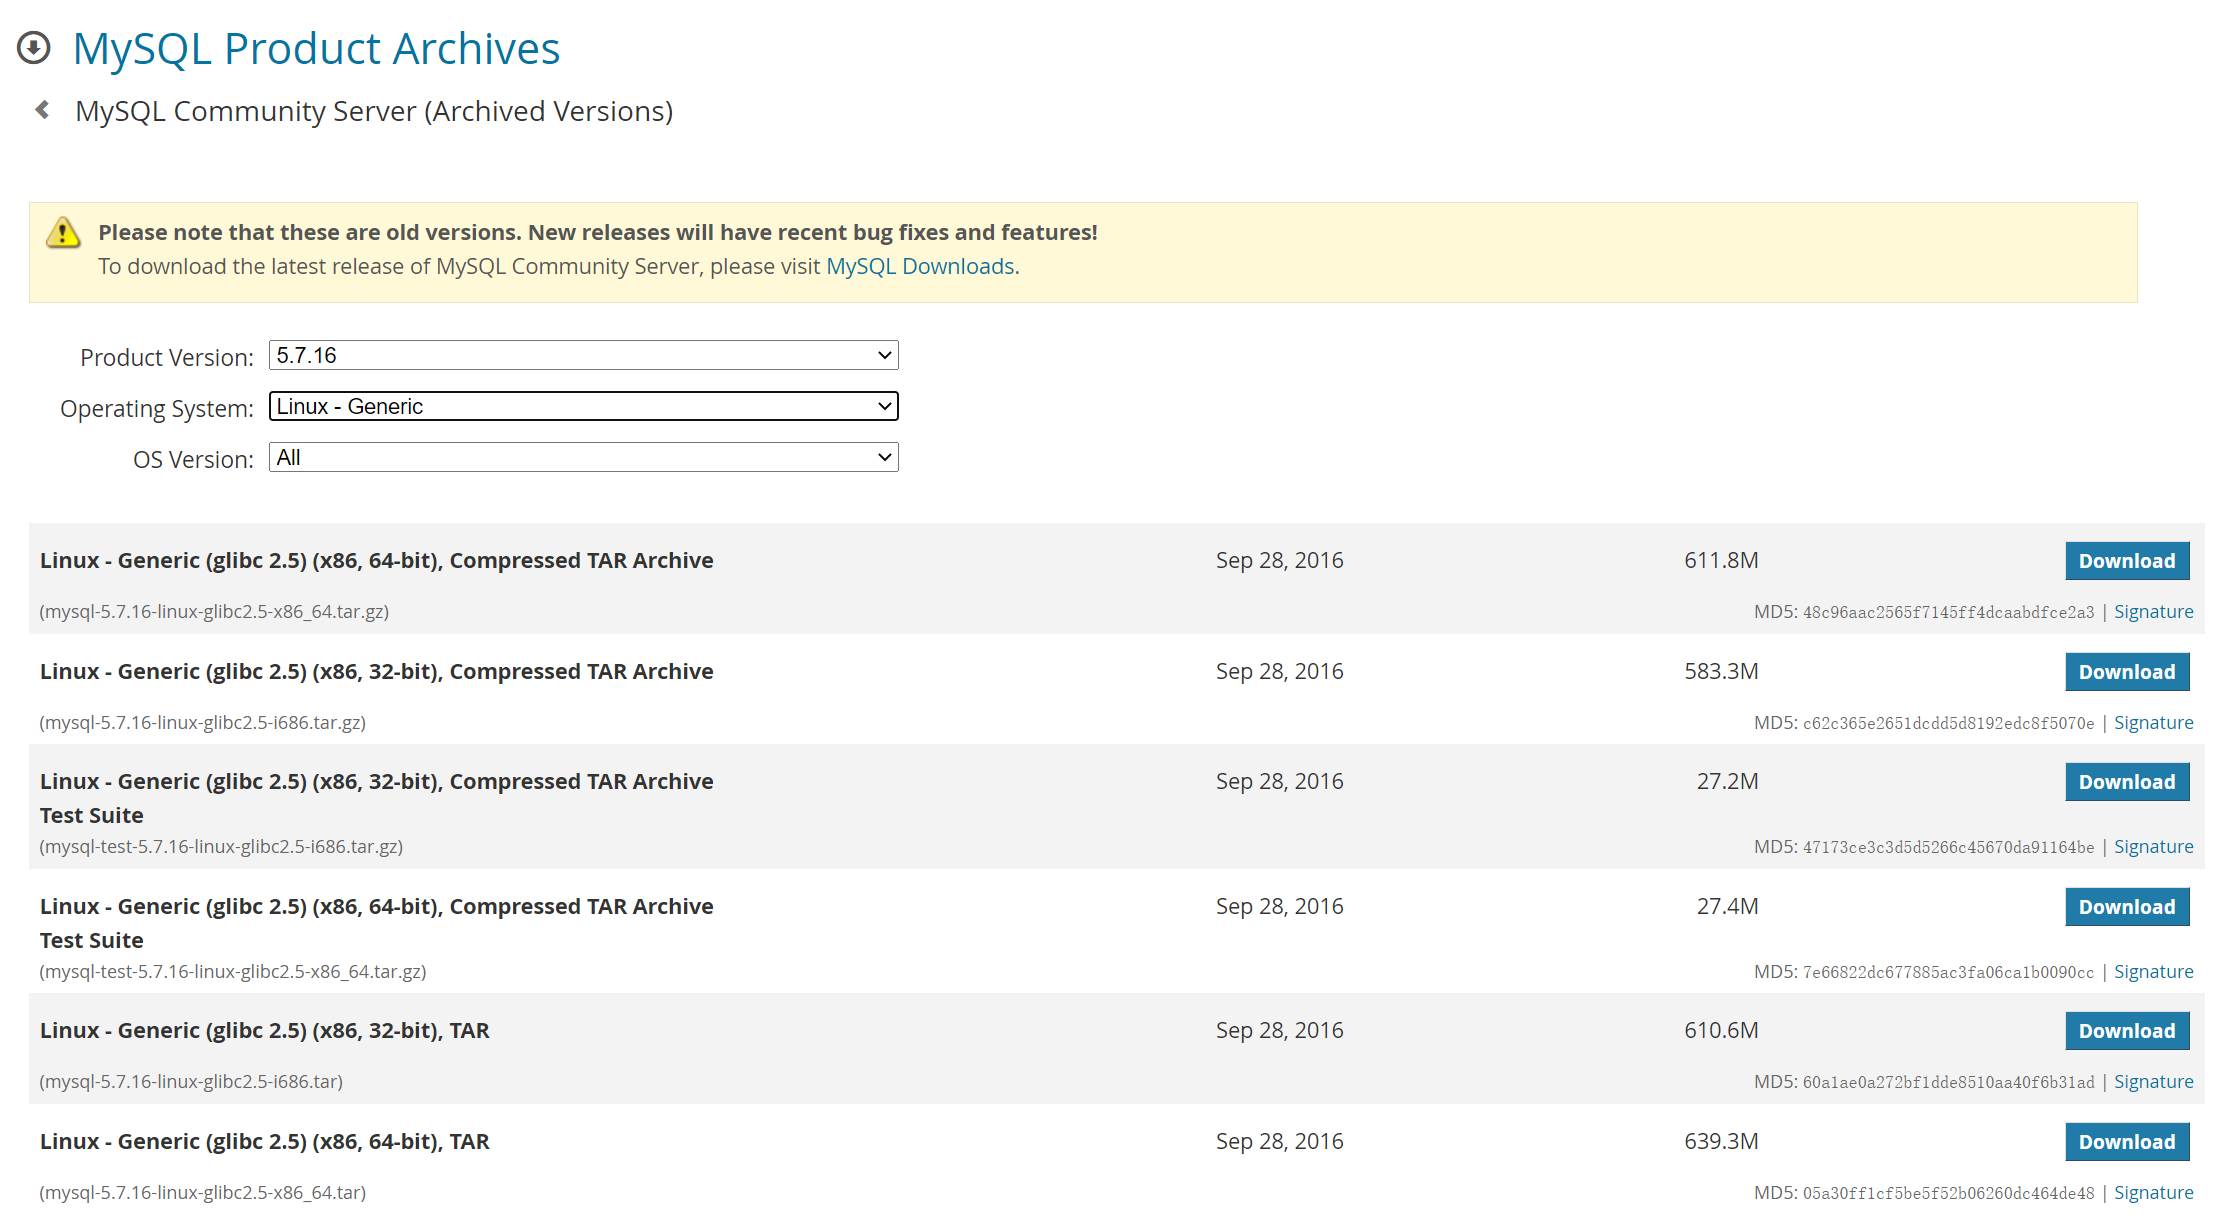 MySQL Product Archives
MySQL Community Server (Archived Versions)
Please note that these are old versions. New releases will have recent bug fixes and features!
To download the latest release of MySQL Community Server, please visit MySQL Downloads.
Product Version: 5.7.16
Operating System: Linux - Generic
OS Version: All
Linux - Generic (glibc 2.5) (x86, 64-bit), Compressed TAR Archive Sep 28, 2016 611.8M Download
(mysql-5.7.16-linux-glibc2.5-x86_64.tar.gz) MD5: 48c96aac2565f7145ff4dcaabdfce2a3 | Signature
Linux - Generic (glibc 2.5) (x86, 32-bit), Compressed TAR Archive Sep 28, 2016 583.3M Download
(mysql-5.7.16-linux-glibc2.5-i686.tar.gz) MD5: c62c365e2651dcdd5d8192edc8f5070e | Signature
Linux - Generic (glibc 2.5) (x86, 32-bit), Compressed TAR Archive Sep 28, 2016 27.2M Download
Test Suite
(mysql-test-5.7.16-linux-glibc2.5-i686.tar.gz) MD5: 47173ce3c3d5d5266c45670da91164be | Signature
Linux - Generic (glibc 2.5) (x86, 64-bit), Compressed TAR Archive Sep 28, 2016 27.4M Download
Test Suite
(mysql-test-5.7.16-linux-glibc2.5-x86_64.tar.gz) MD5: 7e66822dc677885ac3fa06ca1b0090cc | Signature
Linux - Generic (glibc 2.5) (x86, 32-bit), TAR Sep 28, 2016 610.6M Download
(mysql-5.7.16-linux-glibc2.5-i686.tar) MD5: 60a1ae0a272bf1dde8510aa40f6b31ad | Signature
Linux - Generic (glibc 2.5) (x86, 64-bit), TAR Sep 28, 2016 639.3M Download
(mysql-5.7.16-linux-glibc2.5-x86_64.tar) MD5: 05a30ff1cf5be5f52b06260dc464de48 | Signature